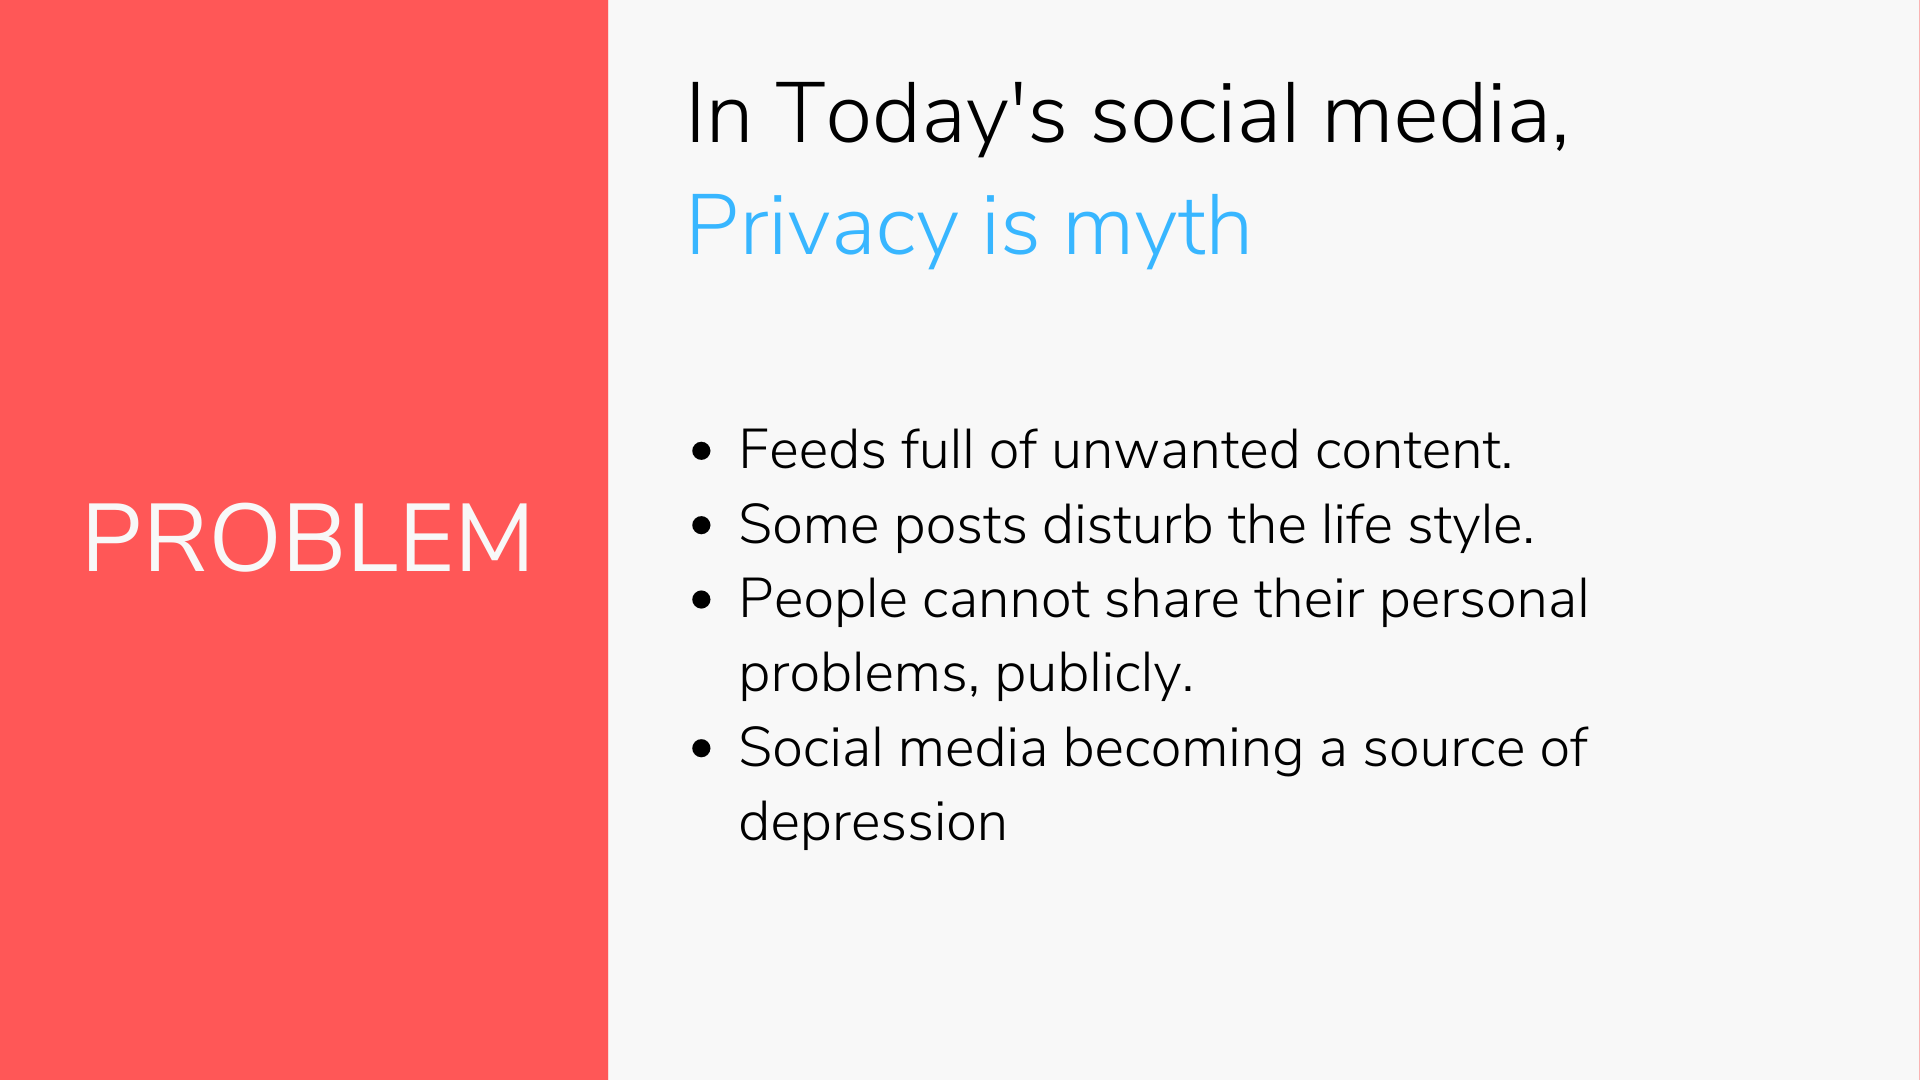 PROBLEM
In Today's social media,
Privacy is myth
• Feeds full of unwanted content.
• Some posts disturb the life style.
• People cannot share their personal
problems, publicly.
• Social media becoming a source of
depression